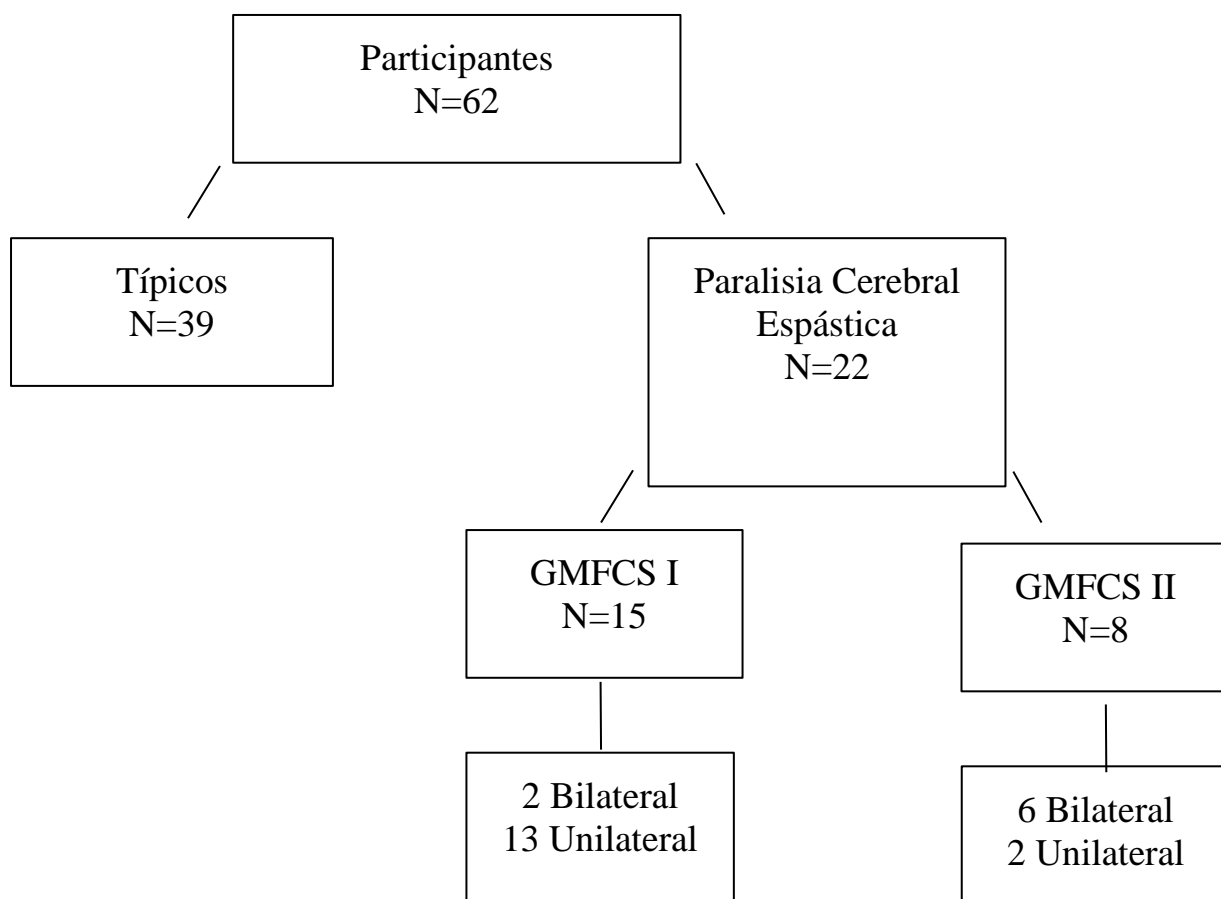 Participantes
N=62
Típicos
N=39
Paralisia Cerebral
Espástica
N=22
GMFCS I
N=15
GMFCS II
N=8
2 Bilateral
13 Unilateral
6 Bilateral
2 Unilateral